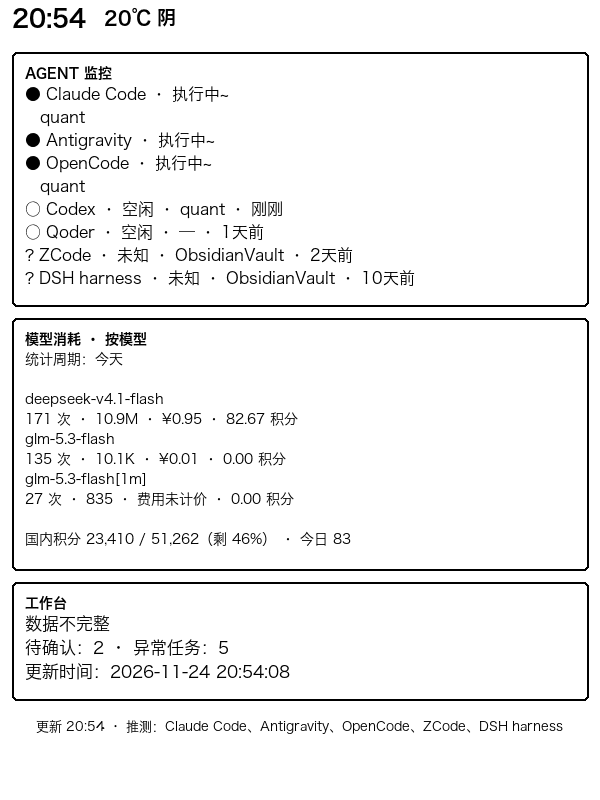 20:54 20℃ 阴
AGENT 监控
● Claude Code · 执行中~
quant
● Antigravity · 执行中~
● OpenCode · 执行中~
quant
○ Codex · 空闲 · quant · 刚刚
○ Qoder · 空闲 · — · 1天前
? ZCode · 未知 · ObsidianVault · 2天前
? DSH harness · 未知 · ObsidianVault · 10天前
模型消耗 · 按模型
统计周期：今天
deepseek-v4.1-flash
171 次 · 10.9M · ¥0.95 · 82.67 积分
glm-5.3-flash
135 次 · 10.1K · ¥0.01 · 0.00 积分
glm-5.3-flash[1m]
27 次 · 835 · 费用未计价 · 0.00 积分
国内积分 23,410 / 51,262（剩 46%） · 今日 83
工作台
数据不完整
待确认：2 · 异常任务：5
更新时间：2026-11-24 20:54:08
更新 20:54 · 推测：Claude Code、Antigravity、OpenCode、ZCode、DSH harness